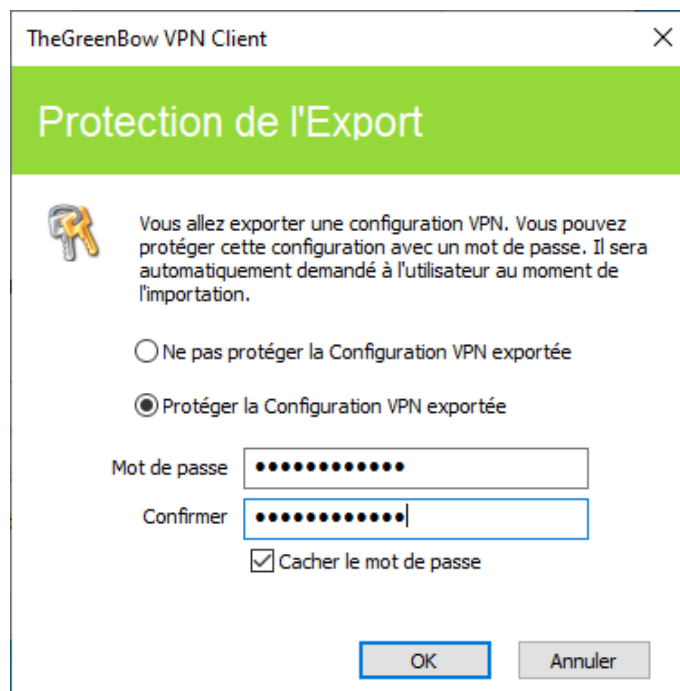 TheGreenBow VPN Client
Protection de l'Export
Vous allez exporter une configuration VPN. Vous pouvez
protéger cette configuration avec un mot de passe. Il sera
automatiquement demandé à l'utilisateur au moment de
l'importation.
Ne pas protéger la Configuration VPN exportée
Protéger la Configuration VPN exportée
Mot de passe ••••••••••••
Confirmer ••••••••••••
Cacher le mot de passe
OK Annuler